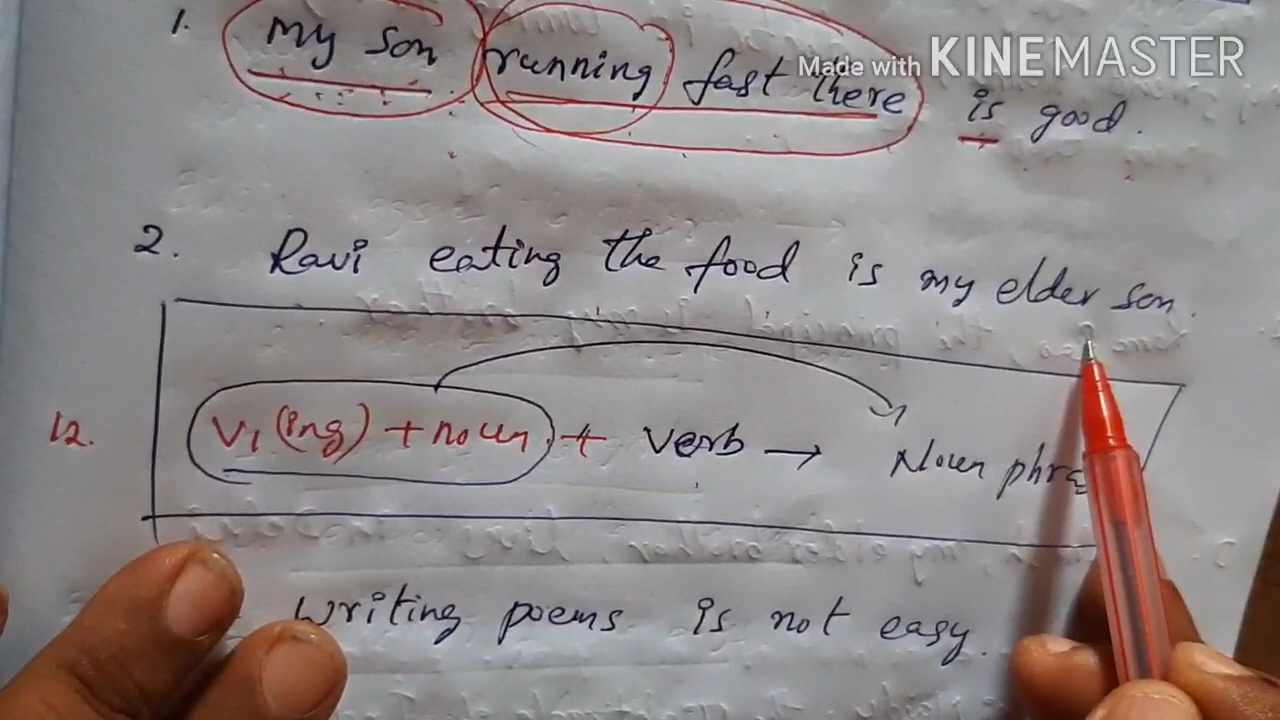 1. my son running fast there is good.
Made with KINEMASTER
2. Ravi eating the food is my elder son.
12. V1 (ing) + noun + verb → Noun
writing poems is not easy.